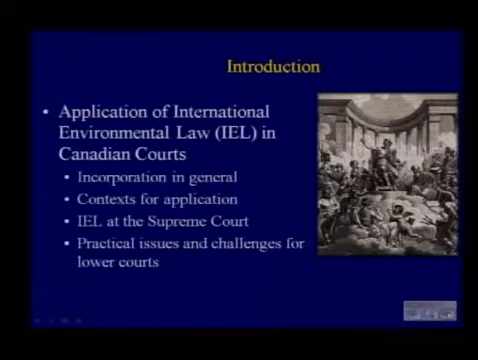 Introduction
• Application of International
Environmental Law (IEL) in
Canadian Courts
• Incorporation in general
• Contexts for application
• IEL at the Supreme Court
• Practical issues and challenges for
lower courts